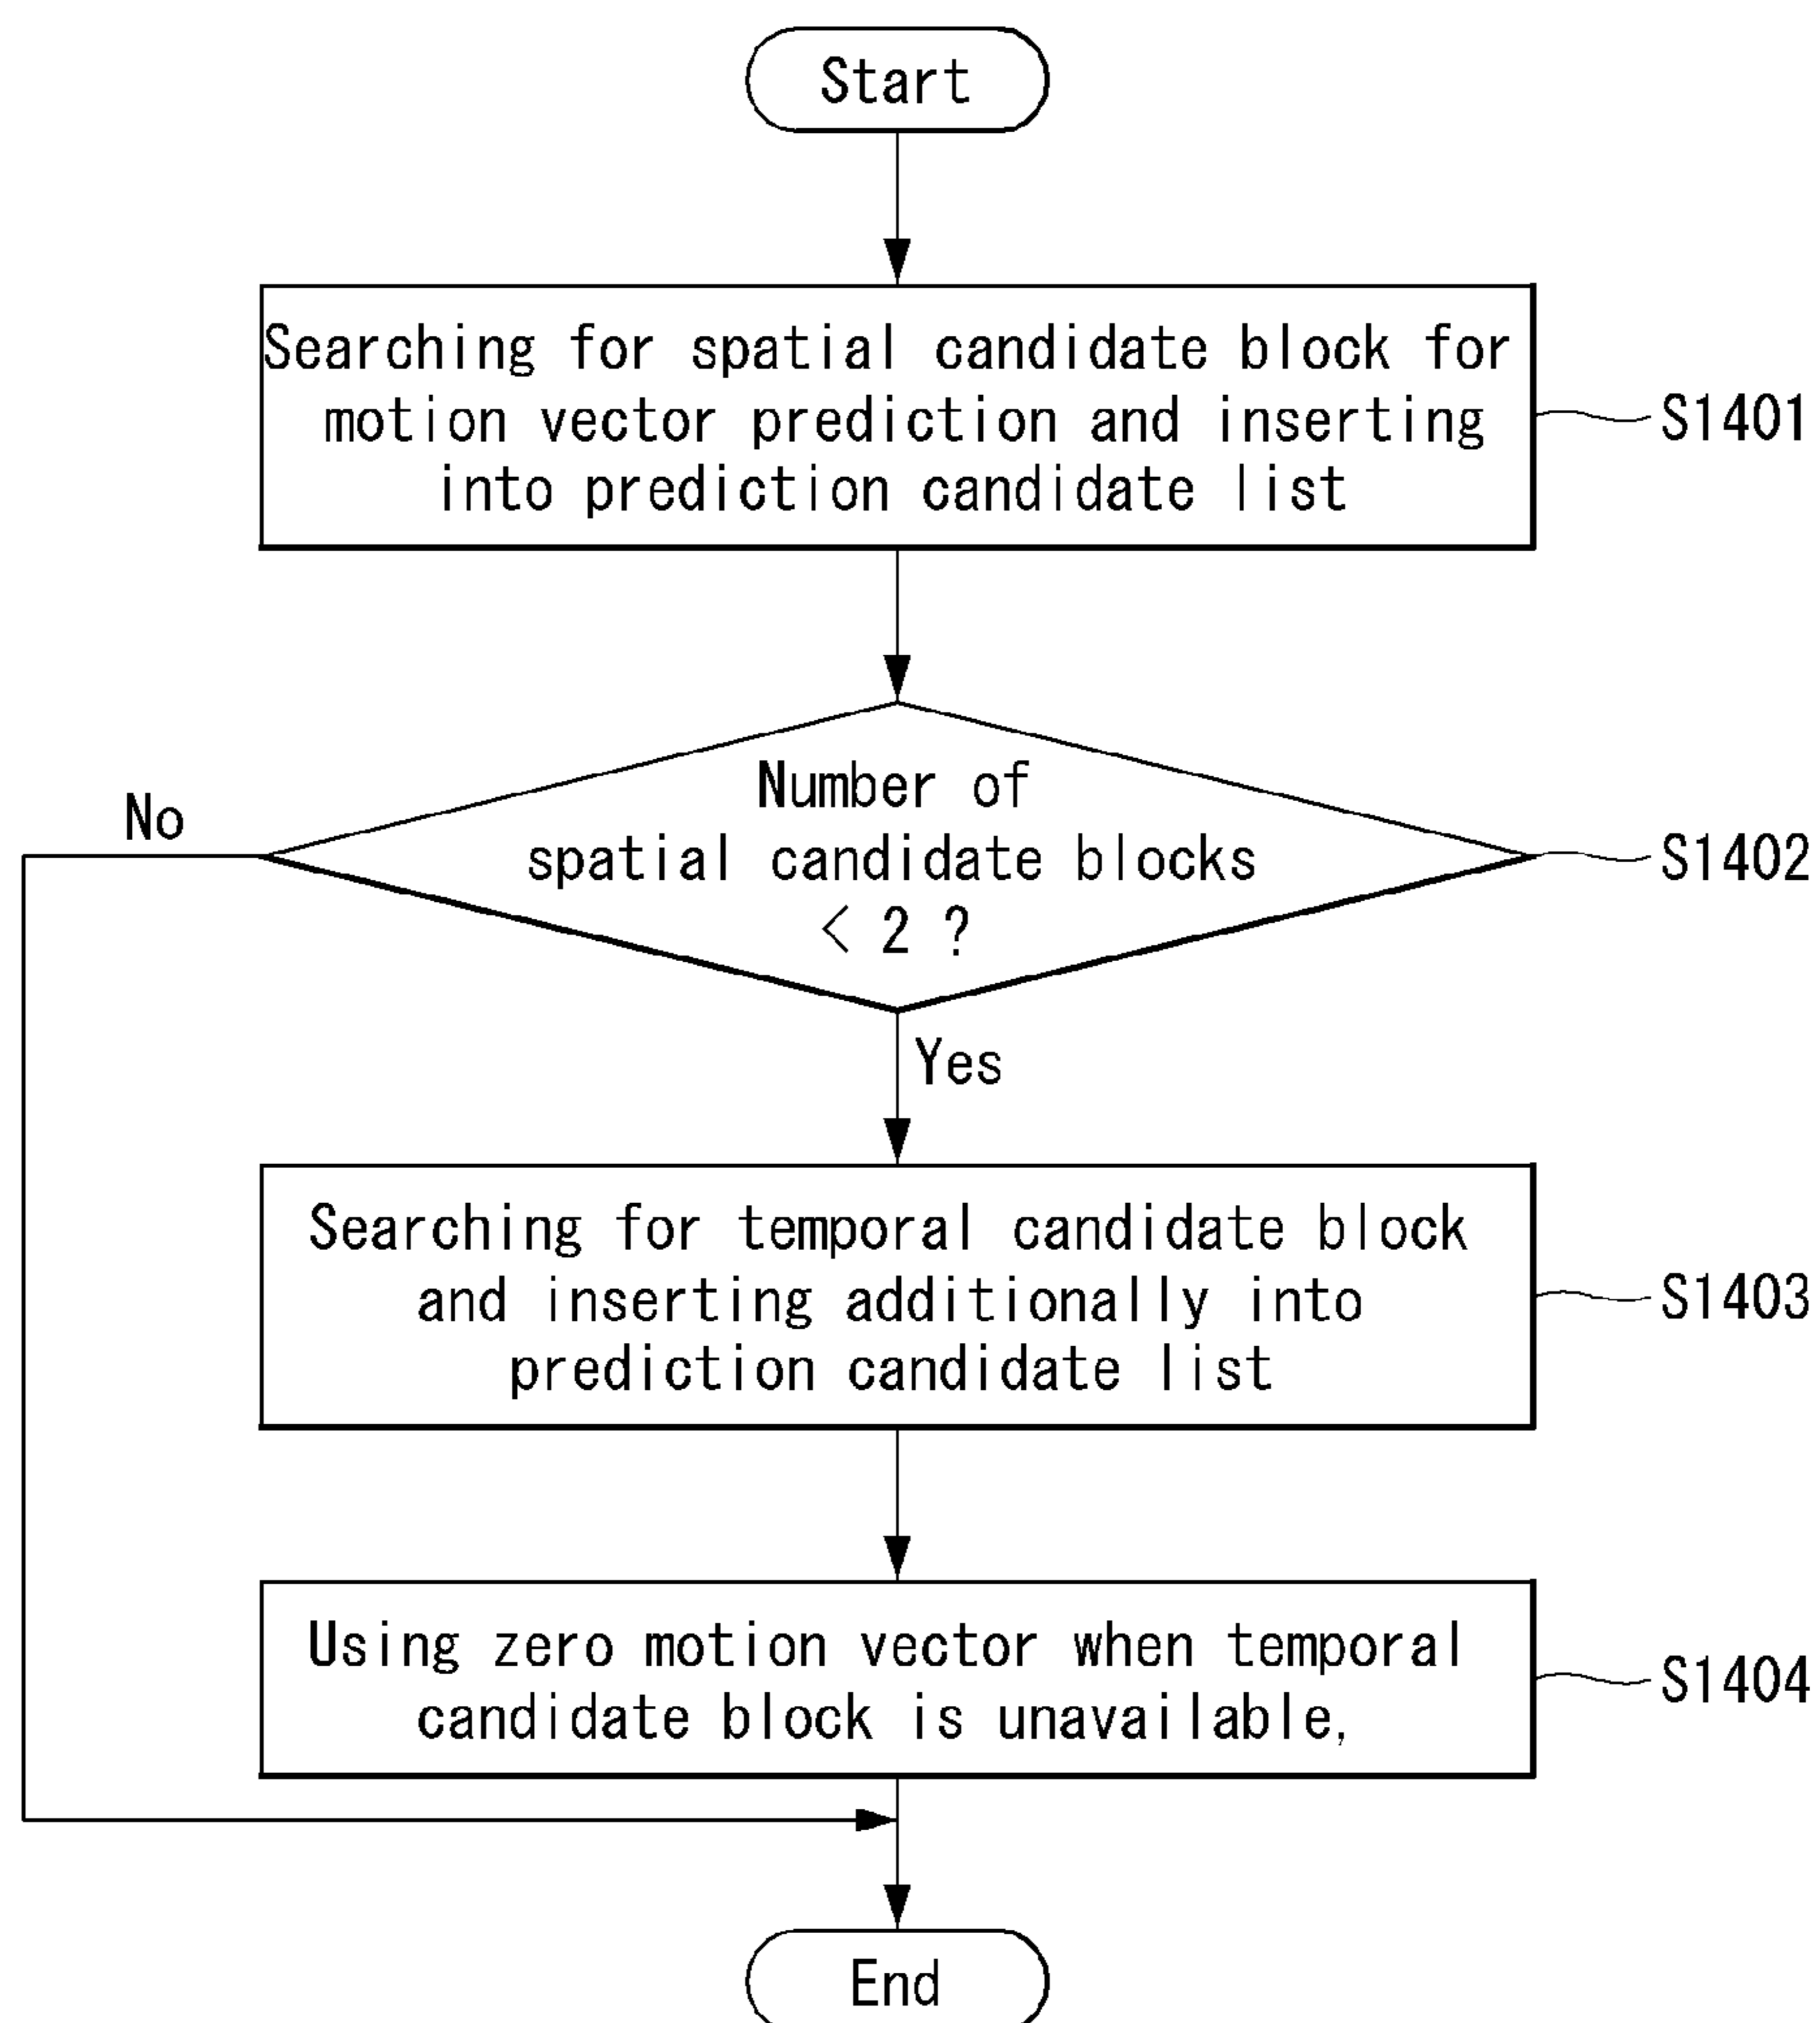 Start
Searching for spatial candidate block for
motion vector prediction and inserting
into prediction candidate list
S1401
No
Number of
spatial candidate blocks
< 2 ?
S1402
Yes
Searching for temporal candidate block
and inserting additionally into
prediction candidate list
S1403
Using zero motion vector when temporal
candidate block is unavailable,
S1404
End